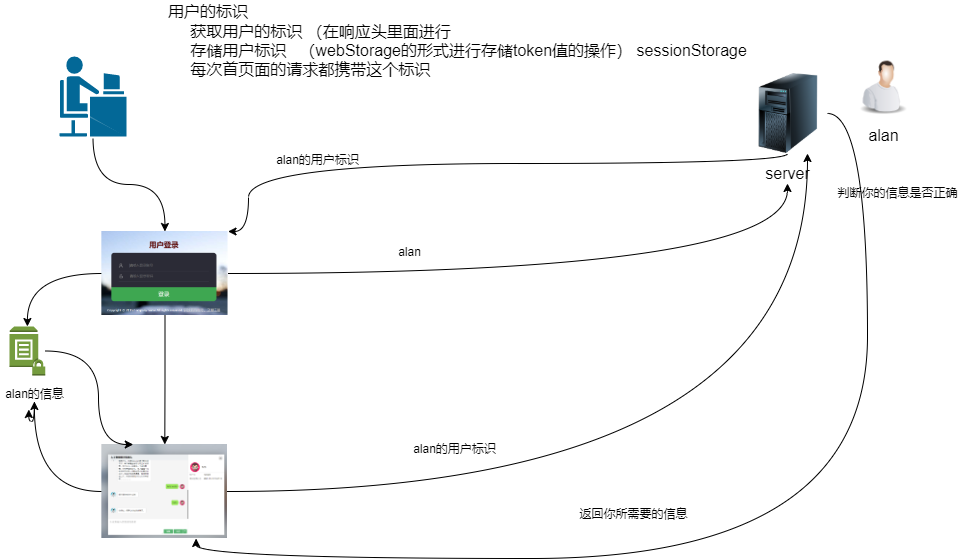 用户的标识
获取用户的标识 （在响应头里面进行
存储用户标识 （webStorage的形式进行存储token值的操作） sessionStorage
每次首页面的请求都携带这个标识
alan
alan的用户标识
server
判断你的信息是否正确
用户登录
alan
登录
alan的信息
alan的用户标识
返回你所需要的信息